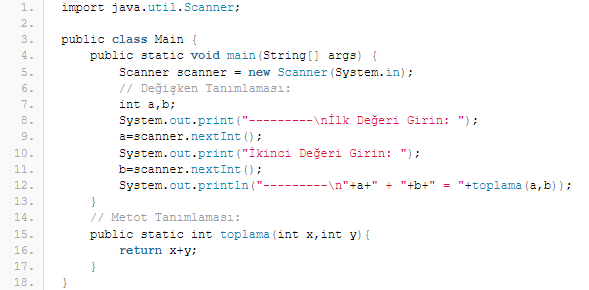 1. import java.util.Scanner;
2.
3. public class Main {
4.     public static void main(String[] args) {
5.         Scanner scanner = new Scanner(System.in);
6.         // Değişken Tanımlaması:
7.         int a,b;
8.         System.out.print("---------\nİlk Değeri Girin: ");
9.         a=scanner.nextInt();
10.         System.out.print("İkinci Değeri Girin: ");
11.         b=scanner.nextInt();
12.         System.out.println("---------\n"+a+" + "+b+" = "+toplama(a,b));
13.     }
14.     // Metot Tanımlaması:
15.     public static int toplama(int x,int y){
16.         return x+y;
17.     }
18. }